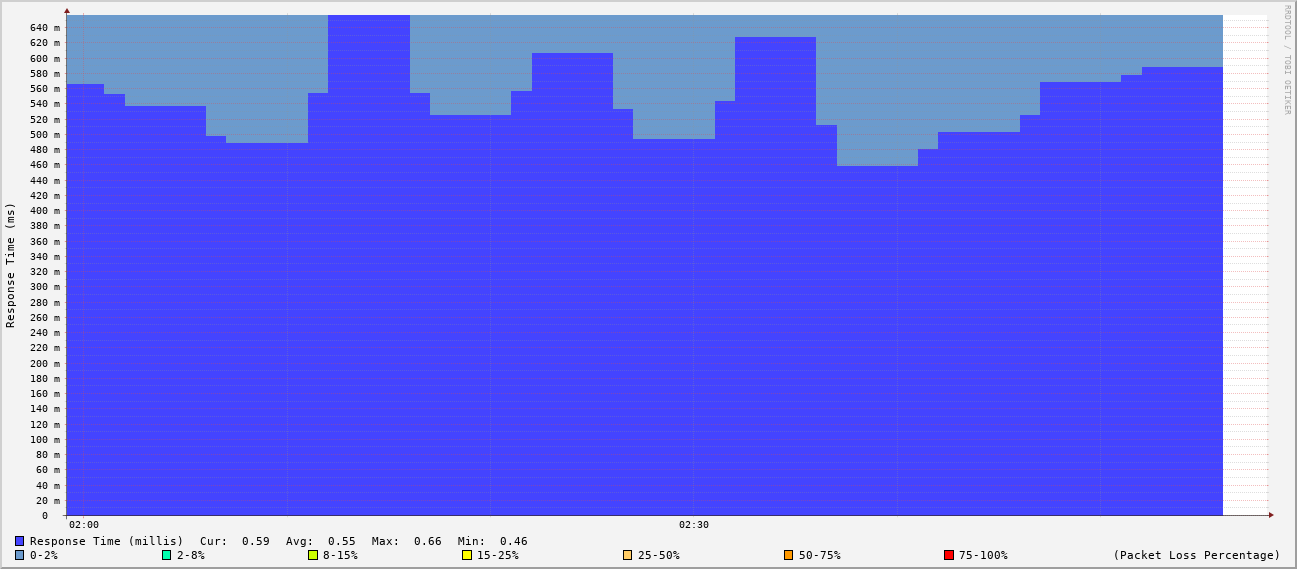 RRDTOOL / TOBI OETIKER
Response Time (ms)
640 m
620 m
600 m
580 m
560 m
540 m
520 m
500 m
480 m
460 m
440 m
420 m
400 m
380 m
360 m
340 m
320 m
300 m
280 m
260 m
240 m
220 m
200 m
180 m
160 m
140 m
120 m
100 m
80 m
60 m
40 m
20 m
0
02:00 02:30
Response Time (millis) Cur: 0.59 Avg: 0.55 Max: 0.66 Min: 0.46
0-2% 2-8% 8-15% 15-25% 25-50% 50-75% 75-100% (Packet Loss Percentage)